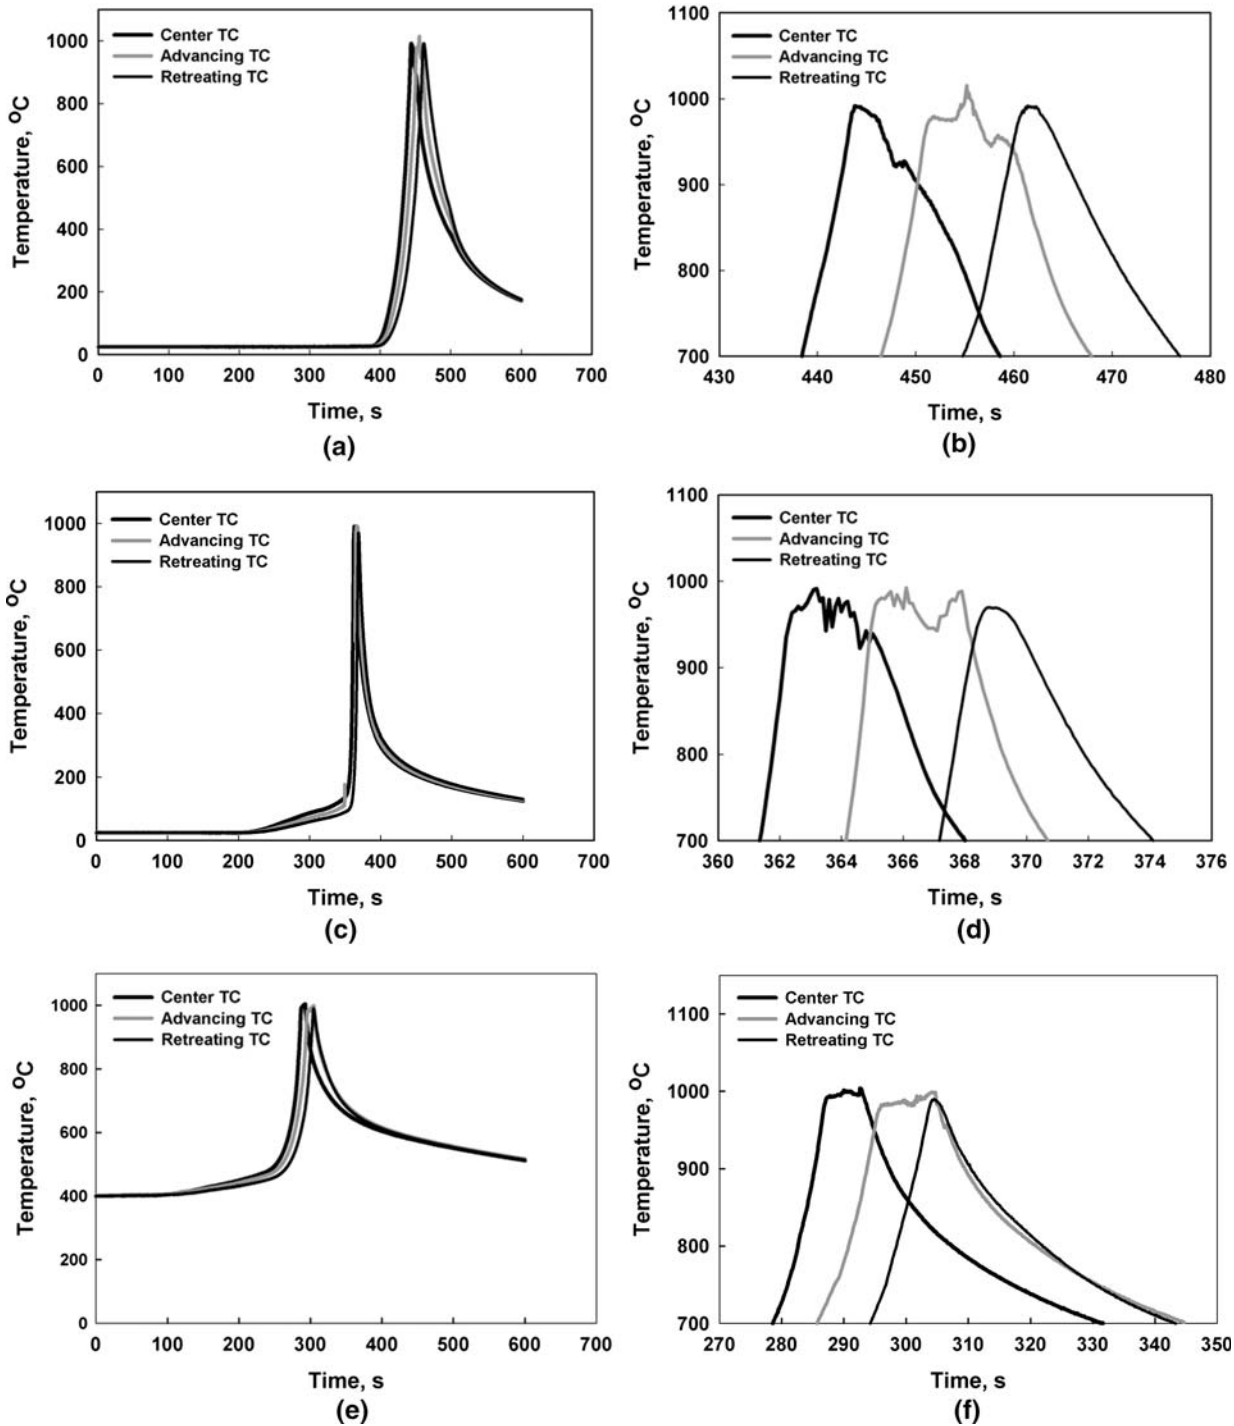 Center TC
Advancing TC
Retreating TC
Temperature, ºC
1000
800
600
400
200
0
0 100 200 300 400 500 600 700
Time, s
(a)
Center TC
Advancing TC
Retreating TC
Temperature, ºC
1100
1000
900
800
700
430 440 450 460 470 480
Time, s
(b)
Center TC
Advancing TC
Retreating TC
Temperature, ºC
1000
800
600
400
200
0
0 100 200 300 400 500 600 700
Time, s
(c)
Center TC
Advancing TC
Retreating TC
Temperature, ºC
1100
1000
900
800
700
360 362 364 366 368 370 372 374 376
Time, s
(d)
Center TC
Advancing TC
Retreating TC
Temperature, ºC
1000
800
600
400
200
0
0 100 200 300 400 500 600 700
Time, s
(e)
Center TC
Advancing TC
Retreating TC
Temperature, ºC
1100
1000
900
800
700
270 280 290 300 310 320 330 340 350
Time, s
(f)